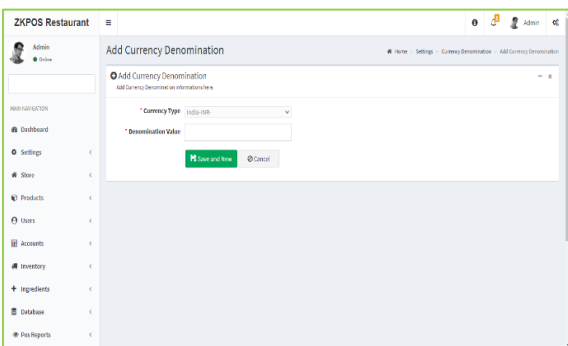 ZKPOS Restaurant
Admin
Admin
Online
MAIN NAVIGATION
Dashboard
Settings
Store
Products
Users
Accounts
Inventory
Ingredients
Database
Pos Reports
Add Currency Denomination
Home > Settings > Currency Denomination > Add Currency Denomination
Add Currency Denomination
Add Currency Denomination informations here.
* Currency Type
India-INR-
* Denomination Value
Save and New
Cancel